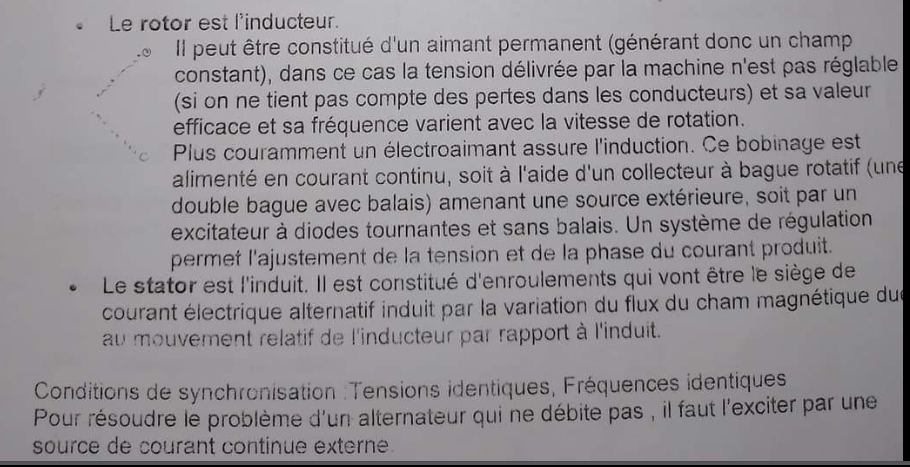 • Le rotor est l'inducteur.
o Il peut être constitué d'un aimant permanent (générant donc un champ
constant), dans ce cas la tension délivrée par la machine n'est pas réglable
(si on ne tient pas compte des pertes dans les conducteurs) et sa valeur
efficace et sa fréquence varient avec la vitesse de rotation.
o Plus couramment un électroaimant assure l'induction. Ce bobinage est
alimenté en courant continu, soit à l'aide d'un collecteur à bague rotatif (une
double bague avec balais) amenant une source extérieure, soit par un
excitateur à diodes tournantes et sans balais. Un système de régulation
permet l'ajustement de la tension et de la phase du courant produit.
• Le stator est l'induit. Il est constitué d'enroulements qui vont être le siège de
courant électrique alternatif induit par la variation du flux du cham magnétique due
au mouvement relatif de l'inducteur par rapport à l'induit.
Conditions de synchronisation :Tensions identiques, Fréquences identiques
Pour résoudre le problème d'un alternateur qui ne débite pas , il faut l'exciter par une
source de courant continue externe.